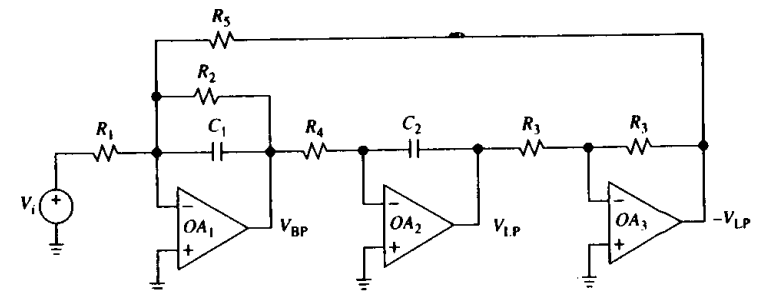 R5
R2
R1 C1 R4 C2 R3 R3
Vi + − + OA1 VBP − + OA2 VLP − + OA3 −VLP